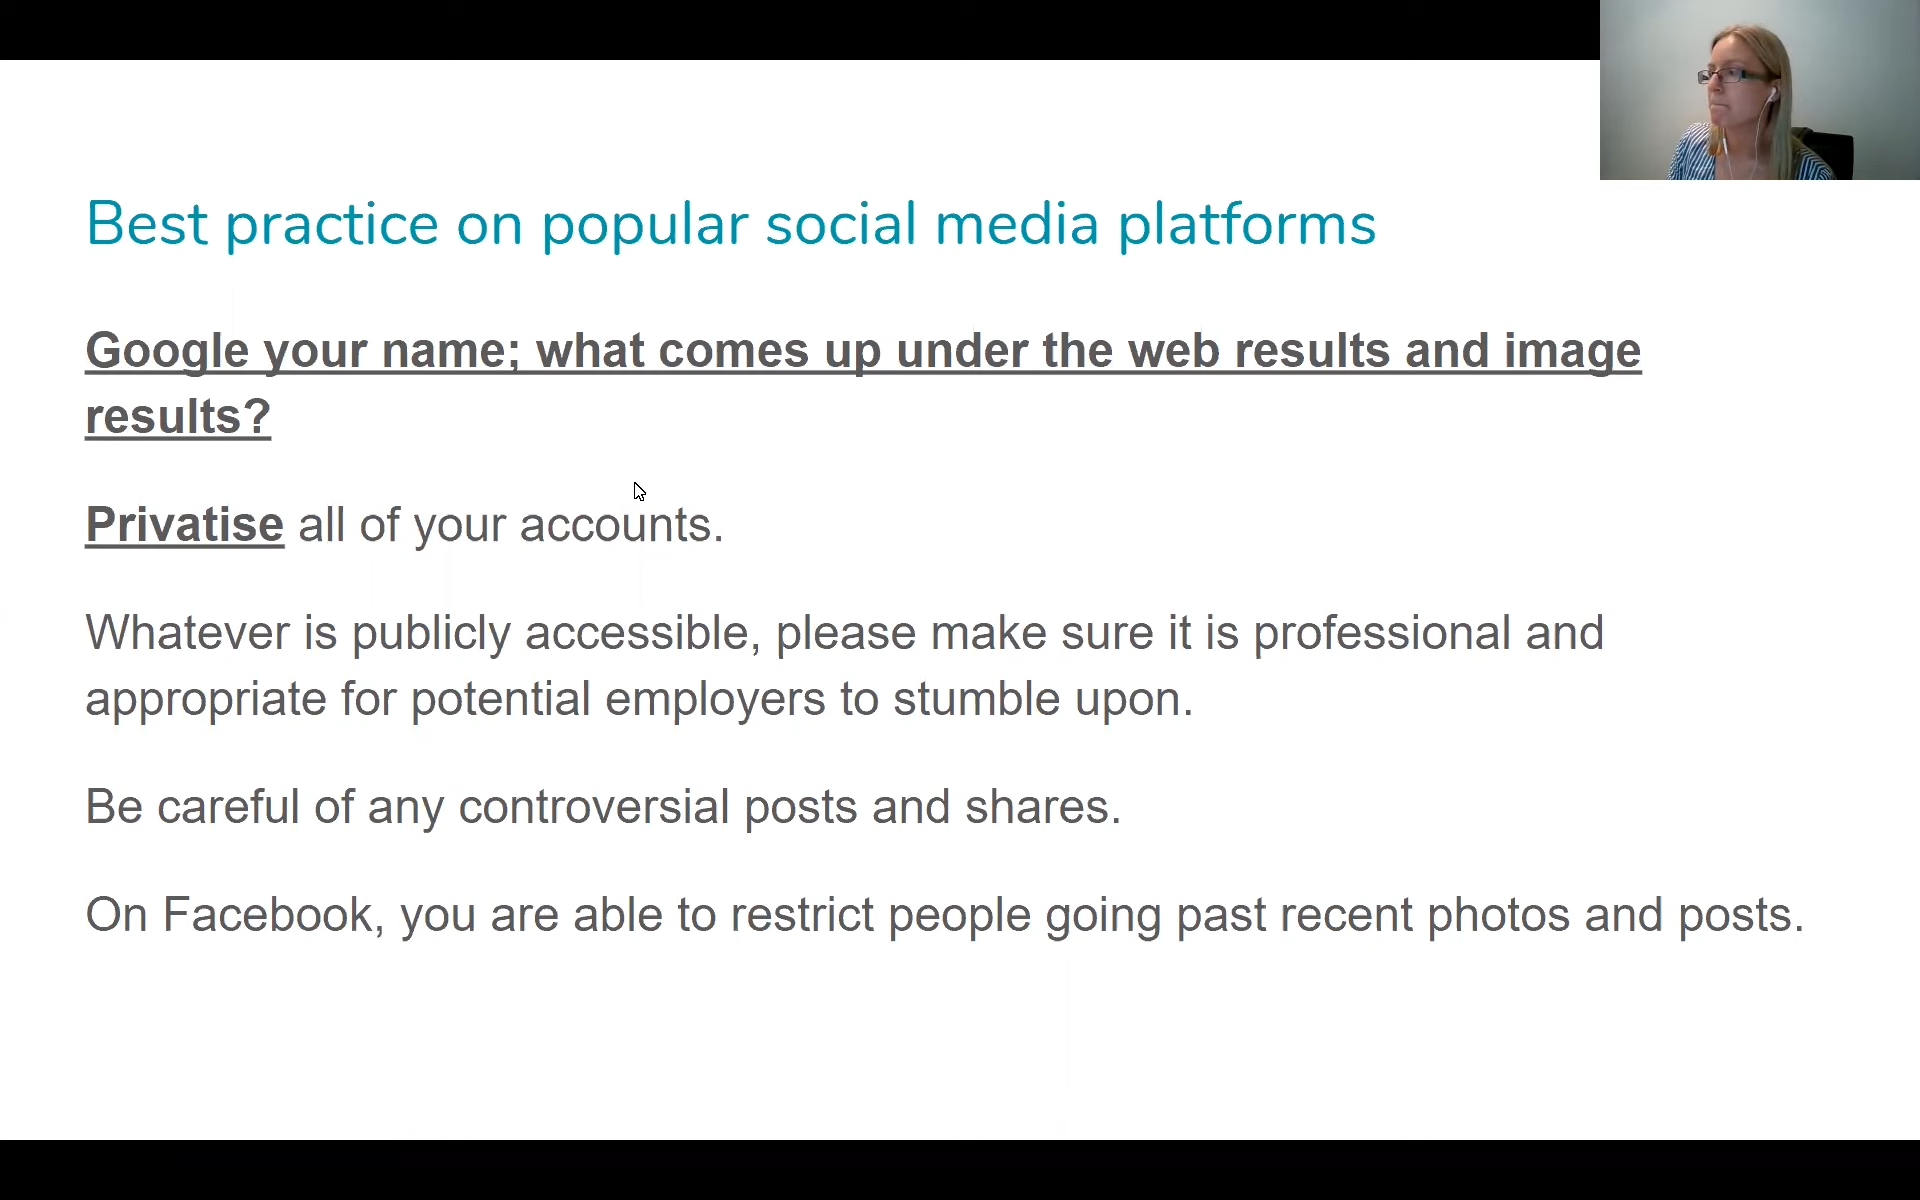 Best practice on popular social media platforms
Google your name; what comes up under the web results and image
results?
Privatise all of your accounts.
Whatever is publicly accessible, please make sure it is professional and
appropriate for potential employers to stumble upon.
Be careful of any controversial posts and shares.
On Facebook, you are able to restrict people going past recent photos and posts.